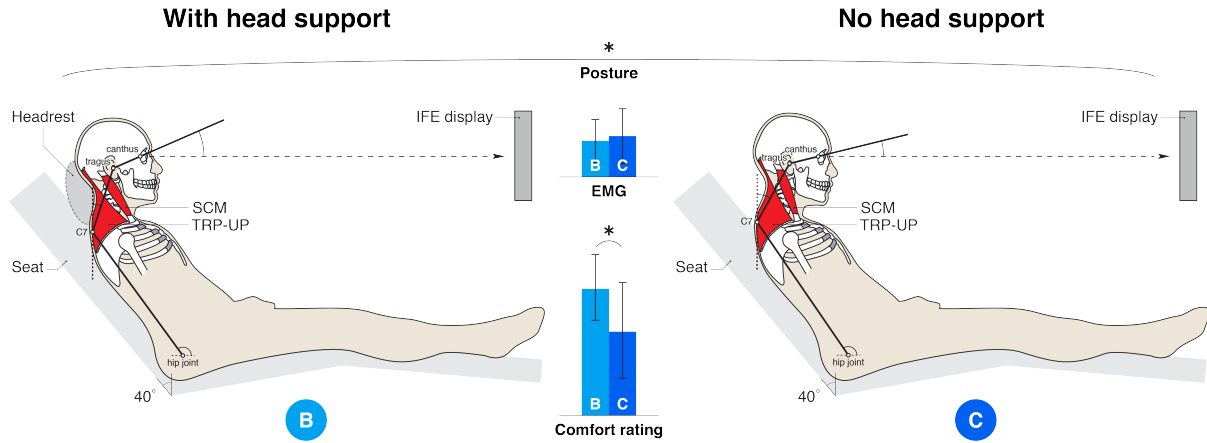 With head support
No head support
*
Posture
Headrest
canthus
tragus
IFE display
SCM
TRP-UP
C7
Seat
hip joint
40°
B
B C
EMG
*
B C
Comfort rating
canthus
tragus
IFE display
SCM
TRP-UP
C7
Seat
hip joint
40°
C